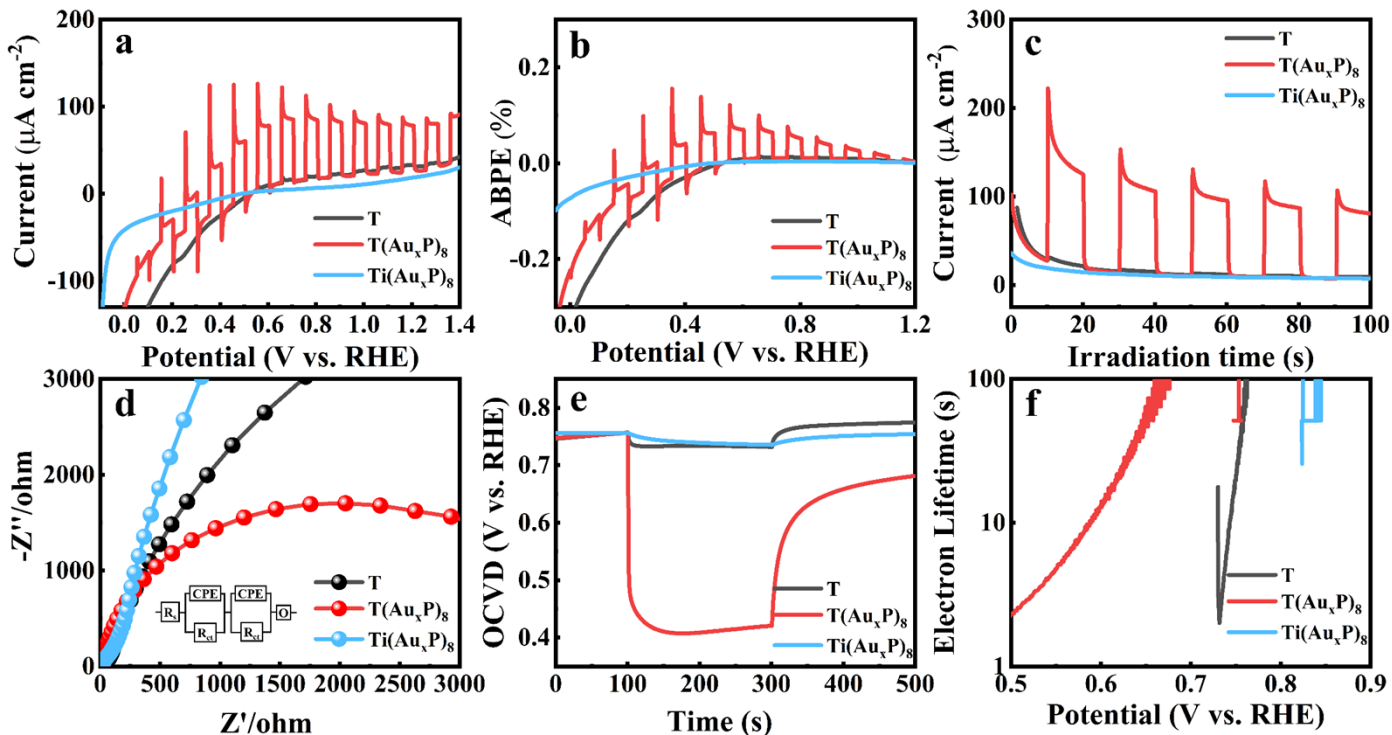 a
Current (μA cm⁻²)
200
100
0
-100
T
T(AuₓP)₈
Ti(AuₓP)₈
0.0 0.2 0.4 0.6 0.8 1.0 1.2 1.4
Potential (V vs. RHE)
b
ABPE (%)
0.2
0.0
-0.2
T
T(AuₓP)₈
Ti(AuₓP)₈
0.0 0.4 0.8 1.2
Potential (V vs. RHE)
c
Current (μA cm⁻²)
300
200
100
0
T
T(AuₓP)₈
Ti(AuₓP)₈
0 20 40 60 80 100
Irradiation time (s)
d
-Z''/ohm
3000
2000
1000
0
CPE CPE
Rₛ O
R꜀ₜ R꜀ₜ
T
T(AuₓP)₈
Ti(AuₓP)₈
0 500 1000 1500 2000 2500 3000
Z'/ohm
e
OCVD (V vs. RHE)
0.8
0.7
0.6
0.5
0.4
T
T(AuₓP)₈
Ti(AuₓP)₈
0 100 200 300 400 500
Time (s)
f
Electron Lifetime (s)
100
10
1
T
T(AuₓP)₈
Ti(AuₓP)₈
0.5 0.6 0.7 0.8 0.9
Potential (V vs. RHE)